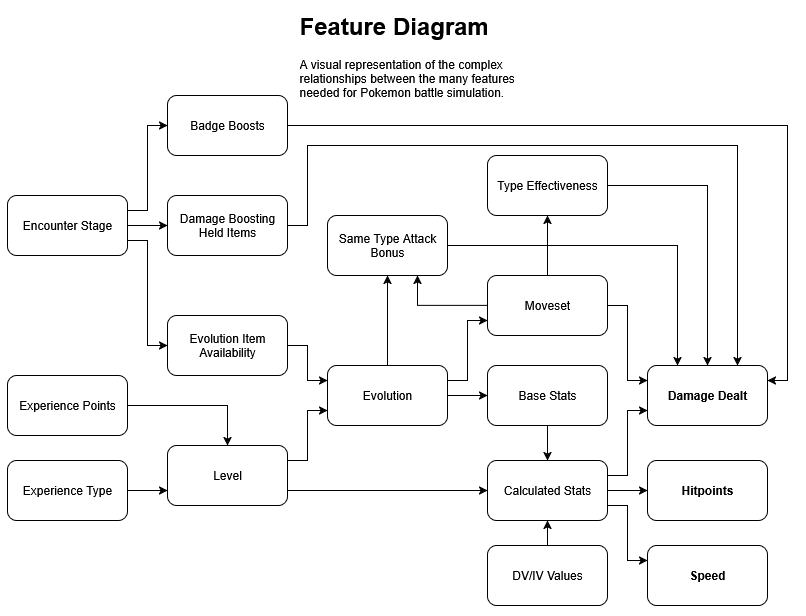 Feature Diagram
A visual representation of the complex
relationships between the many features
needed for Pokemon battle simulation.
Badge Boosts
Type Effectiveness
Encounter Stage
Damage Boosting
Held Items
Same Type Attack
Bonus
Moveset
Evolution Item
Availability
Experience Points
Evolution
Base Stats
Damage Dealt
Experience Type
Level
Calculated Stats
Hitpoints
DV/IV Values
Speed